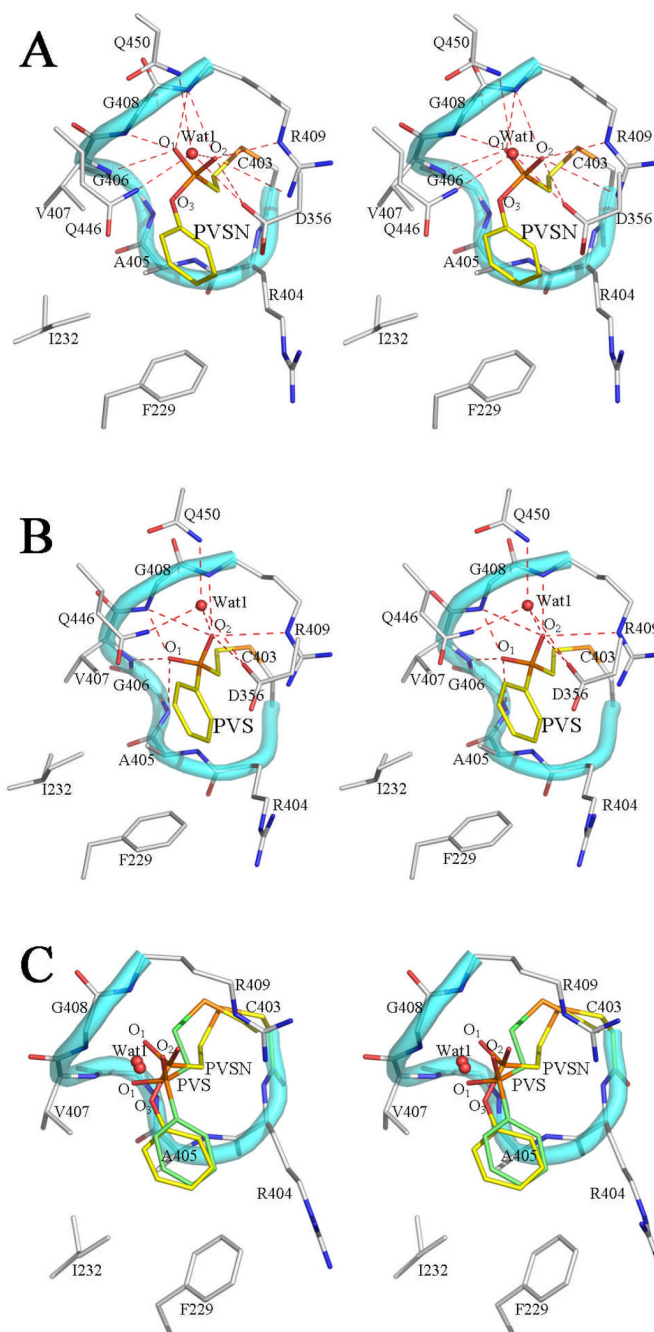 A
Q450
Q450
G408
G408
Wat1
Wat1
O1
O2
O1
O2
R409
R409
C403
C403
G406
G406
V407
V407
O3
O3
D356
D356
Q446
Q446
PVSN
PVSN
A405
A405
R404
R404
I232
I232
F229
F229
B
Q450
Q450
G408
G408
Wat1
Wat1
Q446
Q446
O2
O2
R409
R409
O1
O1
C403
C403
V407
V407
G406
G406
D356
D356
PVS
PVS
A405
A405
R404
R404
I232
I232
F229
F229
C
R409
R409
C403
C403
G408
G408
O1
O1
O2
O2
Wat1
Wat1
PVSN
PVSN
PVS
PVS
O1
O1
V407
V407
O3
O3
A405
A405
R404
R404
I232
I232
F229
F229